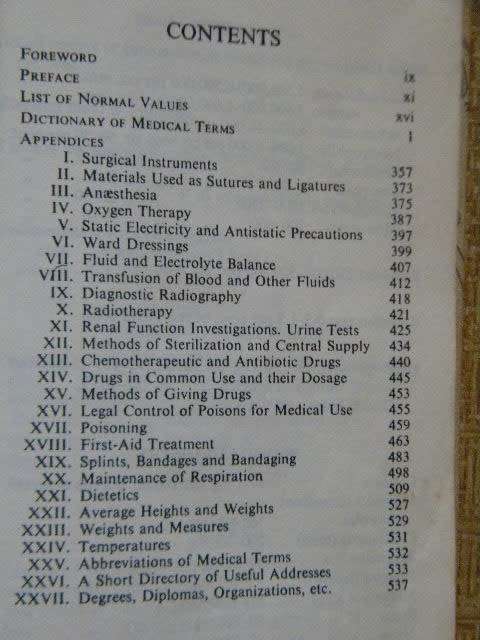 CONTENTS
FOREWORD ix
PREFACE xi
LIST OF NORMAL VALUES xvi
DICTIONARY OF MEDICAL TERMS 1
APPENDICES
I. Surgical Instruments 357
II. Materials Used as Sutures and Ligatures 373
III. Anæsthesia 375
IV. Oxygen Therapy 387
V. Static Electricity and Antistatic Precautions 397
VI. Ward Dressings 399
VII. Fluid and Electrolyte Balance 407
VIII. Transfusion of Blood and Other Fluids 412
IX. Diagnostic Radiography 418
X. Radiotherapy 421
XI. Renal Function Investigations. Urine Tests 425
XII. Methods of Sterilization and Central Supply 434
XIII. Chemotherapeutic and Antibiotic Drugs 440
XIV. Drugs in Common Use and their Dosage 445
XV. Methods of Giving Drugs 453
XVI. Legal Control of Poisons for Medical Use 455
XVII. Poisoning 459
XVIII. First-Aid Treatment 463
XIX. Splints, Bandages and Bandaging 483
XX. Maintenance of Respiration 498
XXI. Dietetics 509
XXII. Average Heights and Weights 527
XXIII. Weights and Measures 529
XXIV. Temperatures 531
XXV. Abbreviations of Medical Terms 532
XXVI. A Short Directory of Useful Addresses 533
XXVII. Degrees, Diplomas, Organizations, etc. 537